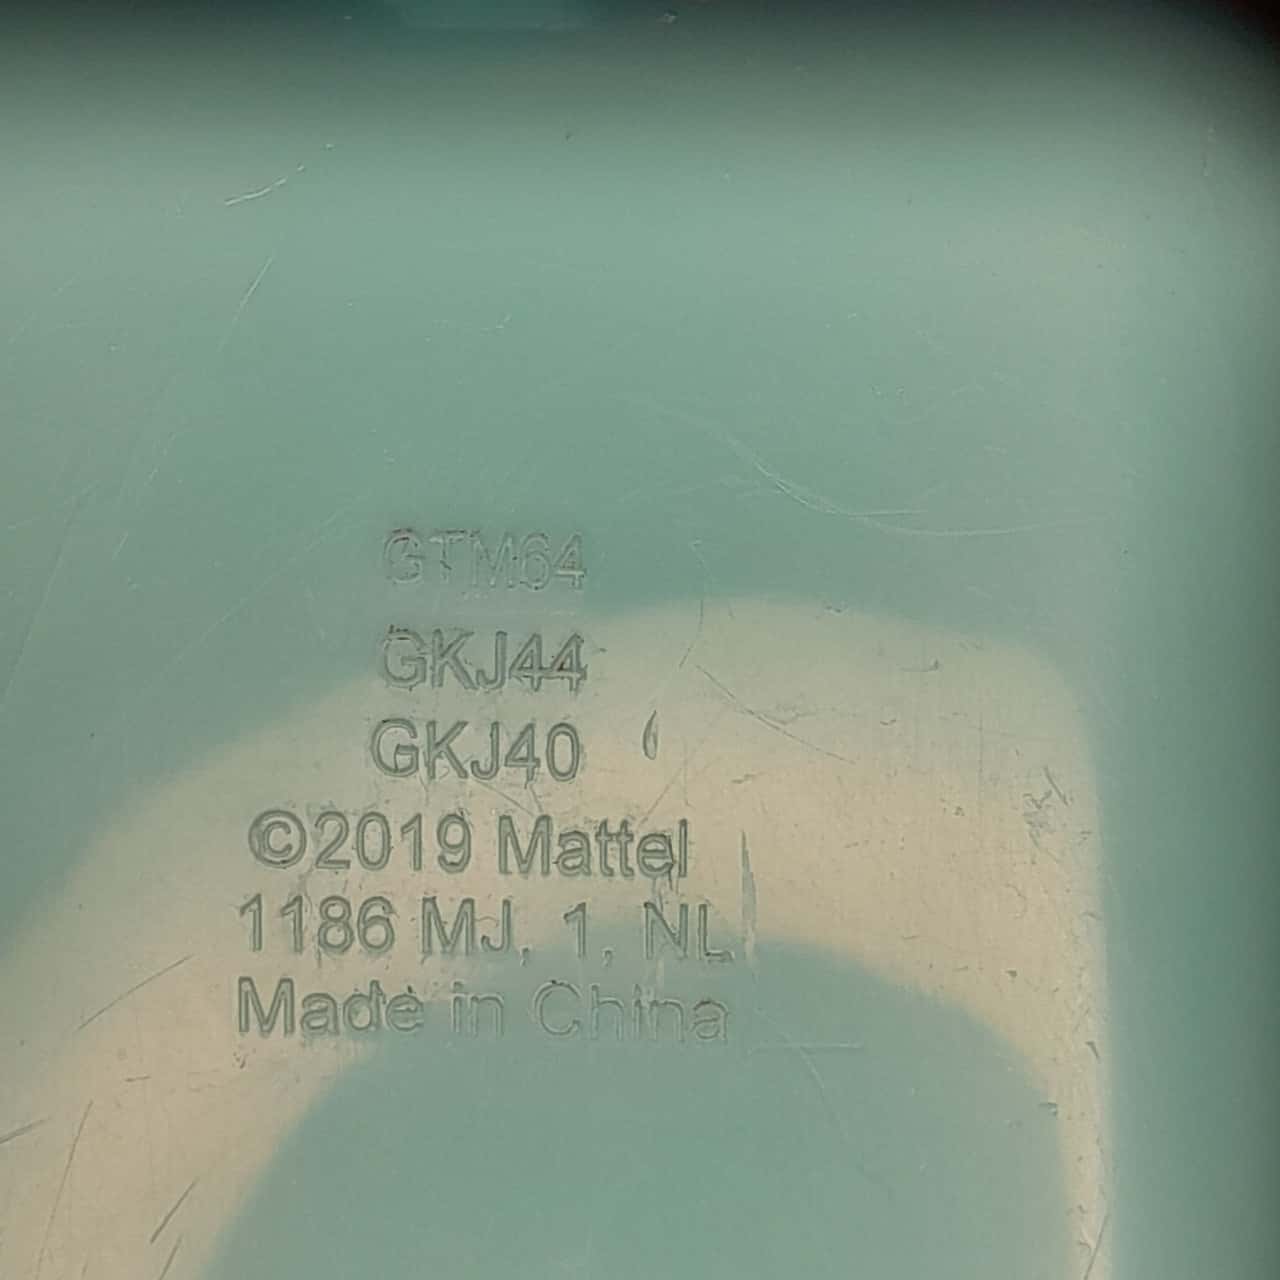 GTM64
GKJ44
GKJ40
©2019 Mattel
1186 MJ, 1, NL
Made in China